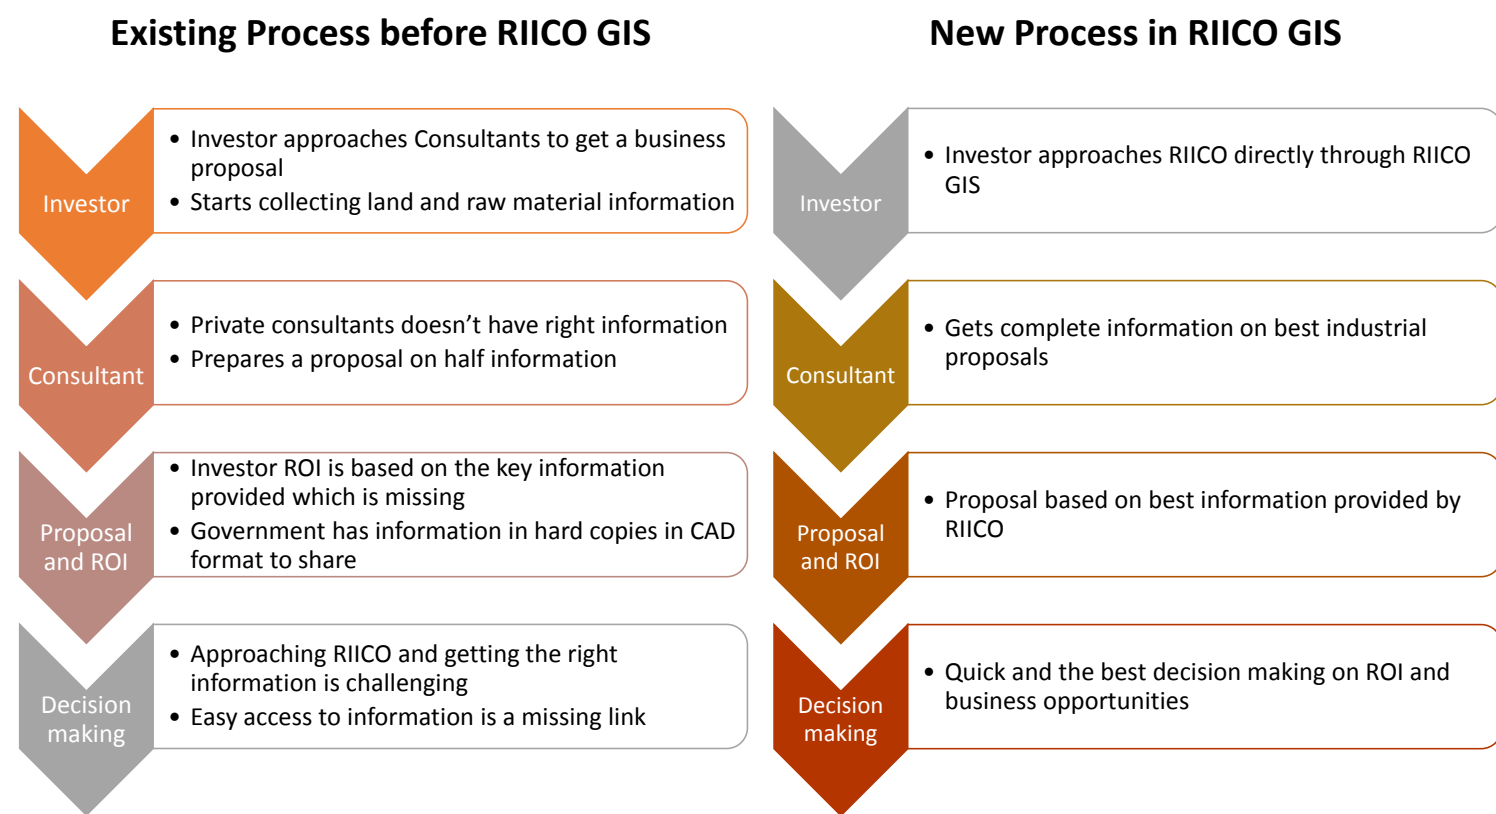 Existing Process before RIICO GIS
Investor
• Investor approaches Consultants to get a business
proposal
• Starts collecting land and raw material information
Consultant
• Private consultants doesn’t have right information
• Prepares a proposal on half information
Proposal
and ROI
• Investor ROI is based on the key information
provided which is missing
• Government has information in hard copies in CAD
format to share
Decision
making
• Approaching RIICO and getting the right
information is challenging
• Easy access to information is a missing link
New Process in RIICO GIS
Investor
• Investor approaches RIICO directly through RIICO
GIS
Consultant
• Gets complete information on best industrial
proposals
Proposal
and ROI
• Proposal based on best information provided by
RIICO
Decision
making
• Quick and the best decision making on ROI and
business opportunities